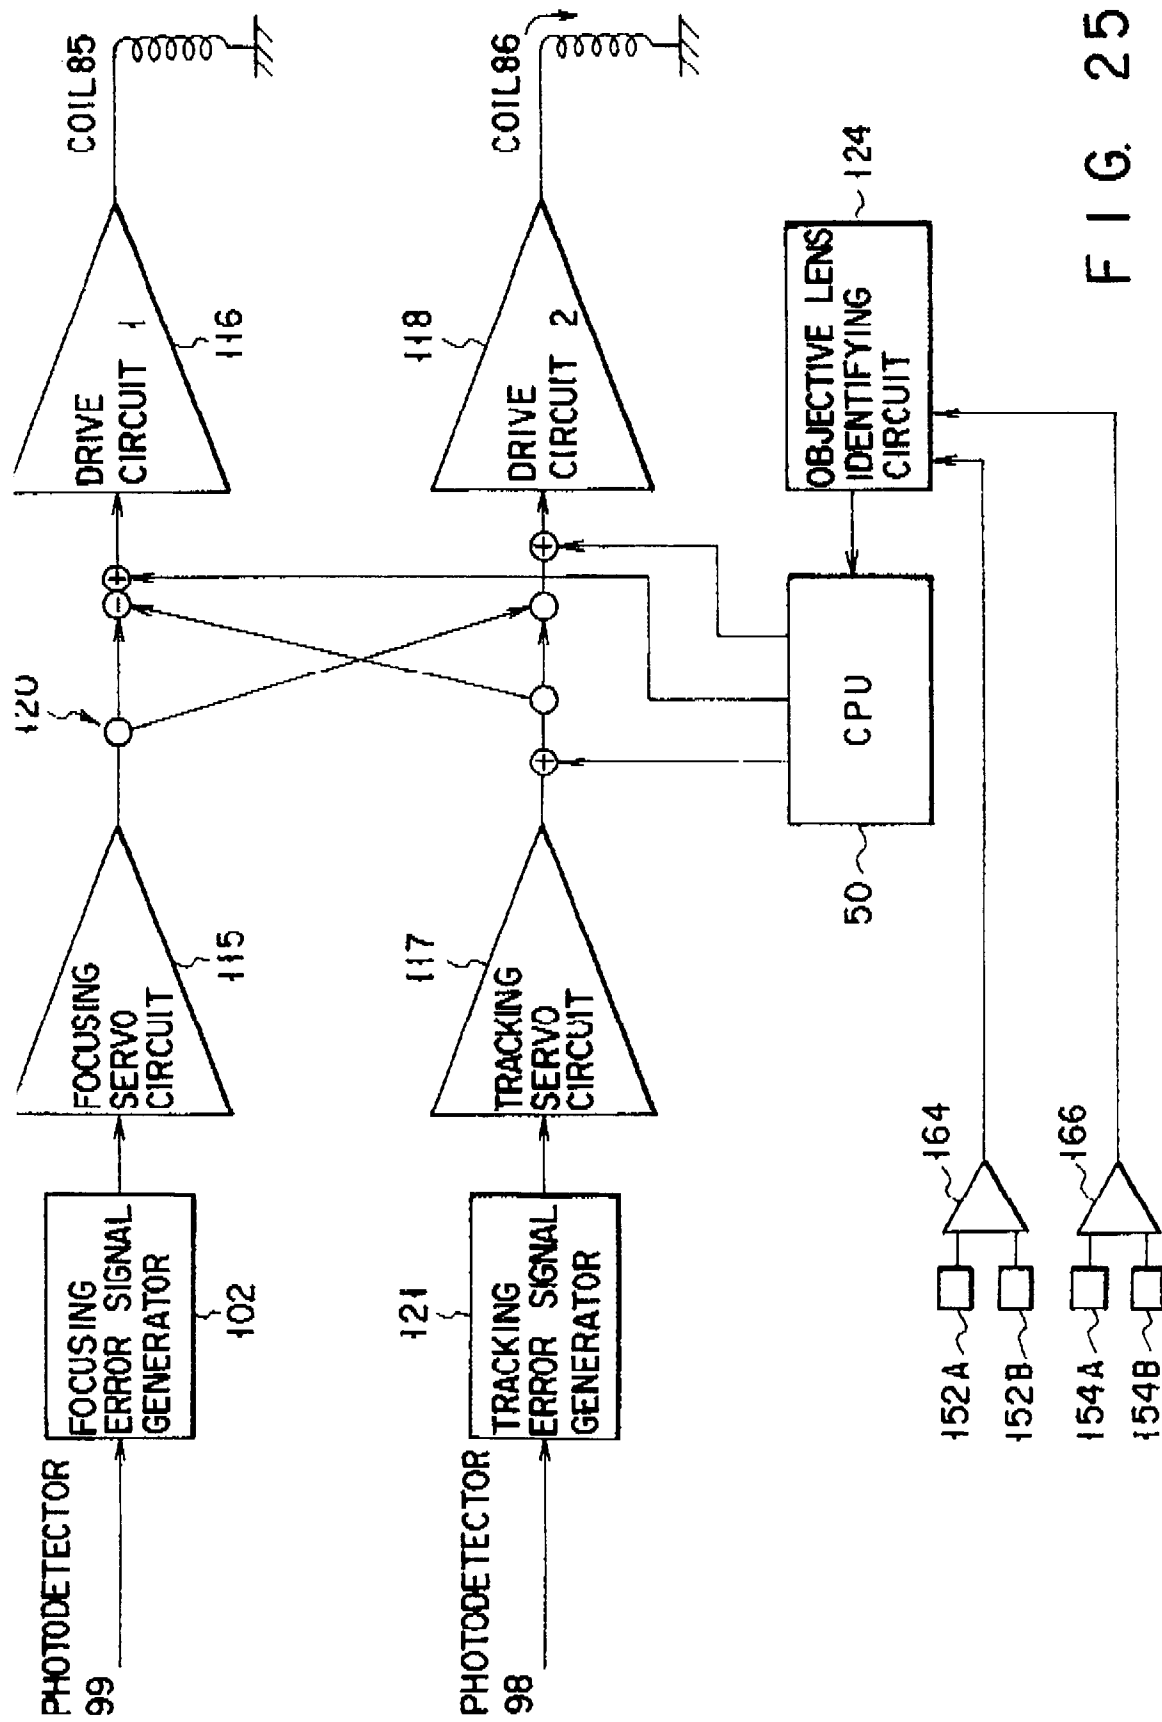 PHOTODETECTOR
99
FOCUSING
ERROR SIGNAL
GENERATOR
102
FOCUSING
SERVO
CIRCUIT
115
120
DRIVE
CIRCUIT 1
116
COIL85
PHOTODETECTOR
98
121
TRACKING
ERROR SIGNAL
GENERATOR
117
TRACKING
SERVO
CIRCUIT
118
DRIVE
CIRCUIT 2
COIL86
+
-
+
+
50
CPU
OBJECTIVE LENS
IDENTIFYING
CIRCUIT
124
152A
152B
164
154A
154B
166
FIG. 25